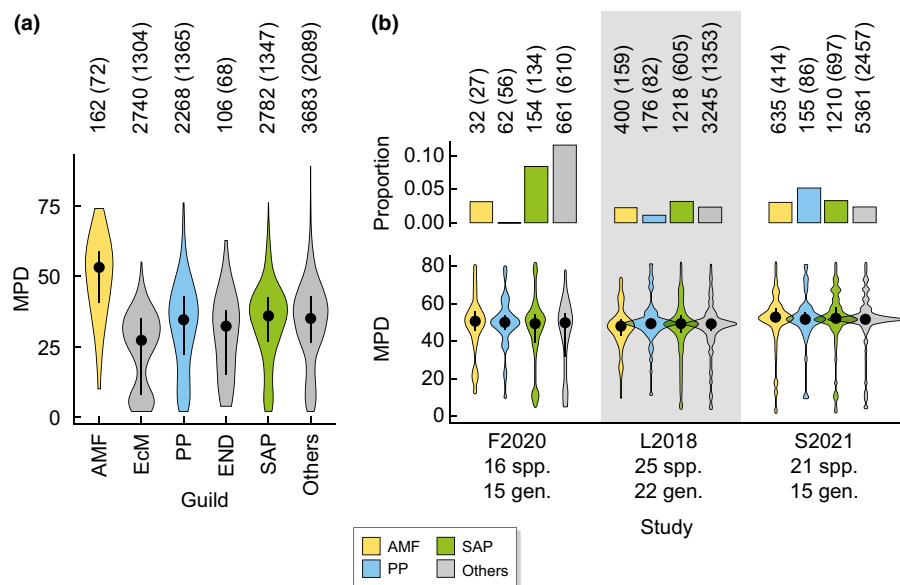 (a)
162 (72)
2740 (1304)
2268 (1365)
106 (68)
2782 (1347)
3683 (2089)
MPD
75
50
25
0
AMF
EcM
PP
END
SAP
Others
Guild
(b)
32 (27)
62 (56)
154 (134)
661 (610)
400 (159)
176 (82)
1218 (605)
3245 (1353)
635 (414)
155 (86)
1210 (697)
5361 (2457)
Proportion
0.10
0.05
0.00
MPD
80
60
40
20
0
F2020 L2018 S2021
16 spp. 25 spp. 21 spp.
15 gen. 22 gen. 15 gen.
Study
AMF SAP
PP Others